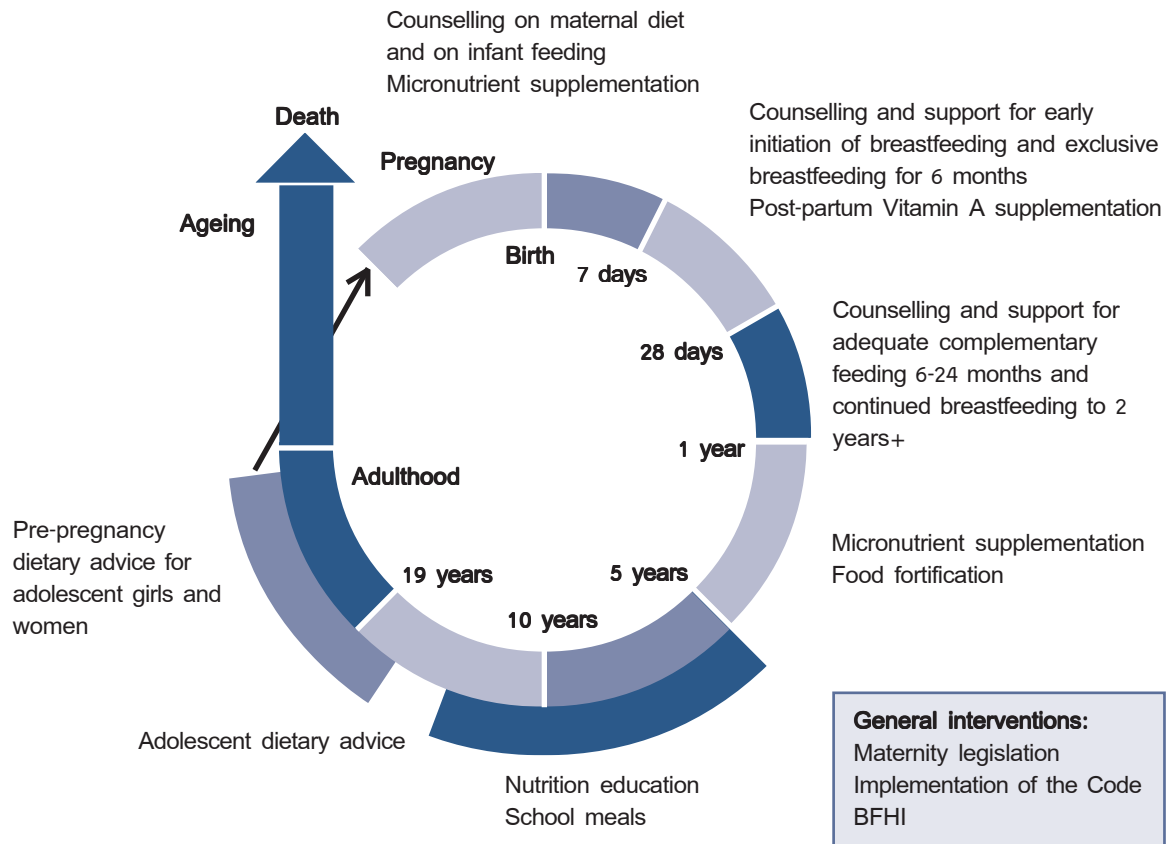 Counselling on maternal diet
and on infant feeding
Micronutrient supplementation
Death
Pregnancy
Ageing
Birth
Counselling and support for early
initiation of breastfeeding and exclusive
breastfeeding for 6 months
Post-partum Vitamin A supplementation
7 days
28 days
Counselling and support for
adequate complementary
feeding 6-24 months and
continued breastfeeding to 2
years+
1 year
Adulthood
Micronutrient supplementation
Food fortification
5 years
10 years
19 years
Pre-pregnancy
dietary advice for
adolescent girls and
women
Adolescent dietary advice
Nutrition education
School meals
General interventions:
Maternity legislation
Implementation of the Code
BFHI